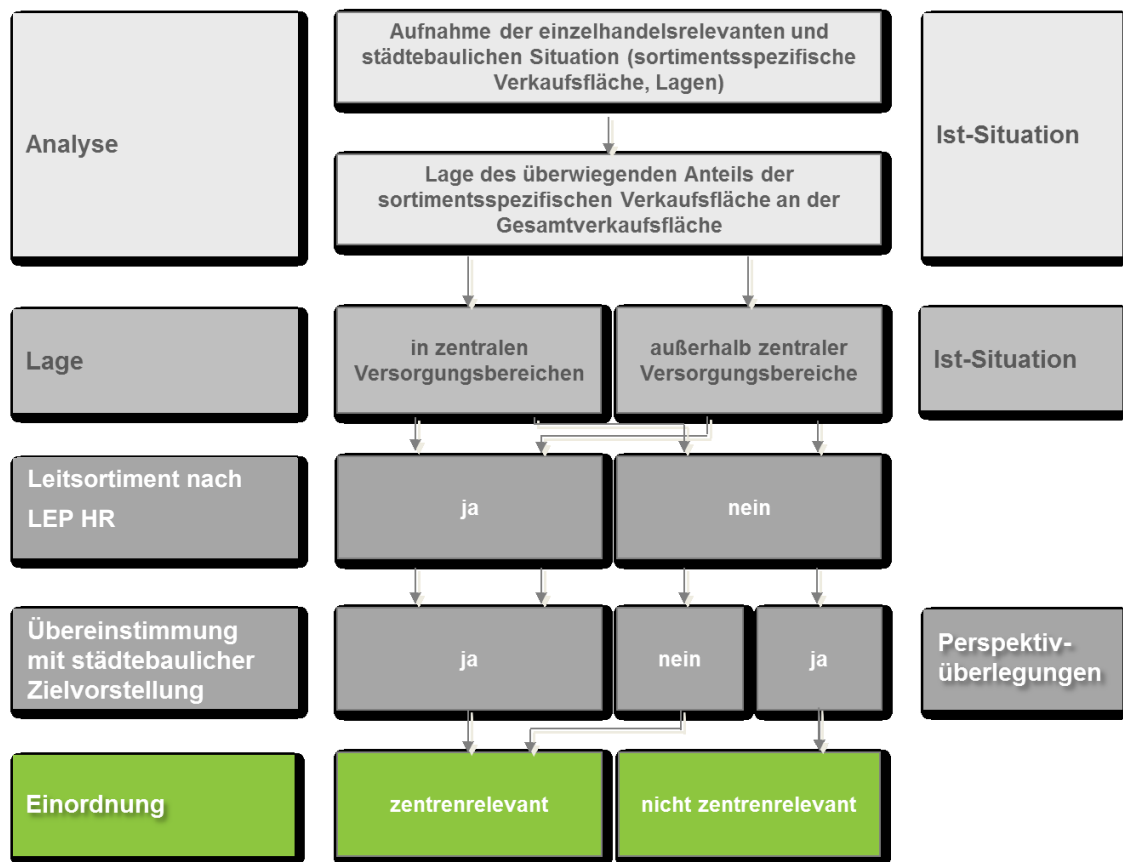 Analyse
Aufnahme der einzelhandelsrelevanten und
städtebaulichen Situation (sortimentsspezifische
Verkaufsfläche, Lagen)
Lage des überwiegenden Anteils der
sortimentsspezifischen Verkaufsfläche an der
Gesamtverkaufsfläche
Ist-Situation
Lage
in zentralen
Versorgungsbereichen
außerhalb zentraler
Versorgungsbereiche
Ist-Situation
Leitsortiment nach
LEP HR
ja
nein
Übereinstimmung
mit städtebaulicher
Zielvorstellung
ja
nein
ja
Perspektiv-
überlegungen
Einordnung
zentrenrelevant
nicht zentrenrelevant